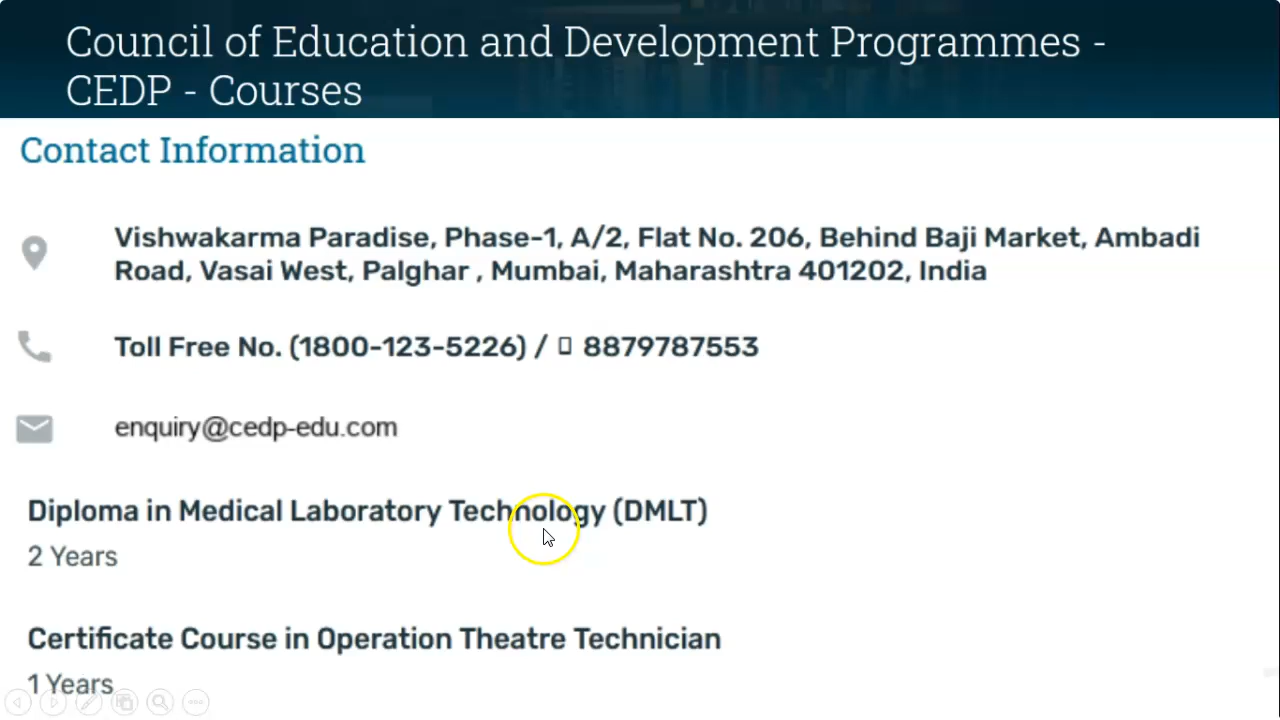 Council of Education and Development Programmes -
CEDP - Courses
Contact Information
Vishwakarma Paradise, Phase-1, A/2, Flat No. 206, Behind Baji Market, Ambadi
Road, Vasai West, Palghar , Mumbai, Maharashtra 401202, India
Toll Free No. (1800-123-5226) / 8879787553
enquiry@cedp-edu.com
Diploma in Medical Laboratory Technology (DMLT)
2 Years
Certificate Course in Operation Theatre Technician
1 Years